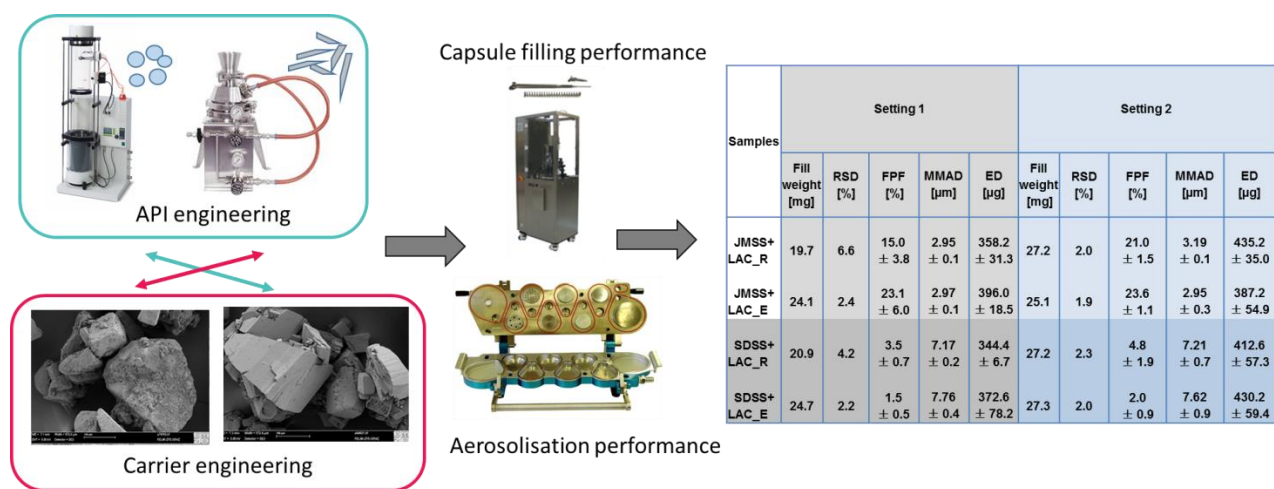 API engineering
Carrier engineering
Capsule filling performance
Aerosolisation performance
Samples
Setting 1
Setting 2
Fill
weight
[mg]
RSD
[%]
FPF
[%]
MMAD
[µm]
ED
[µg]
Fill
weight
[mg]
RSD
[%]
FPF
[%]
MMAD
[µm]
ED
[µg]
JMSS+
LAC_R
19.7
6.6
15.0
± 3.8
2.95
± 0.1
358.2
± 31.3
27.2
2.0
21.0
± 1.5
3.19
± 0.1
435.2
± 35.0
JMSS+
LAC_E
24.1
2.4
23.1
± 6.0
2.97
± 0.1
396.0
± 18.5
25.1
1.9
23.6
± 1.1
2.95
± 0.3
387.2
± 54.9
SDSS+
LAC_R
20.9
4.2
3.5
± 0.7
7.17
± 0.2
344.4
± 6.7
27.2
2.3
4.8
± 1.9
7.21
± 0.7
412.6
± 57.3
SDSS+
LAC_E
24.7
2.2
1.5
± 0.5
7.76
± 0.4
372.6
± 78.2
27.3
2.0
2.0
± 0.9
7.62
± 0.9
430.2
± 59.4